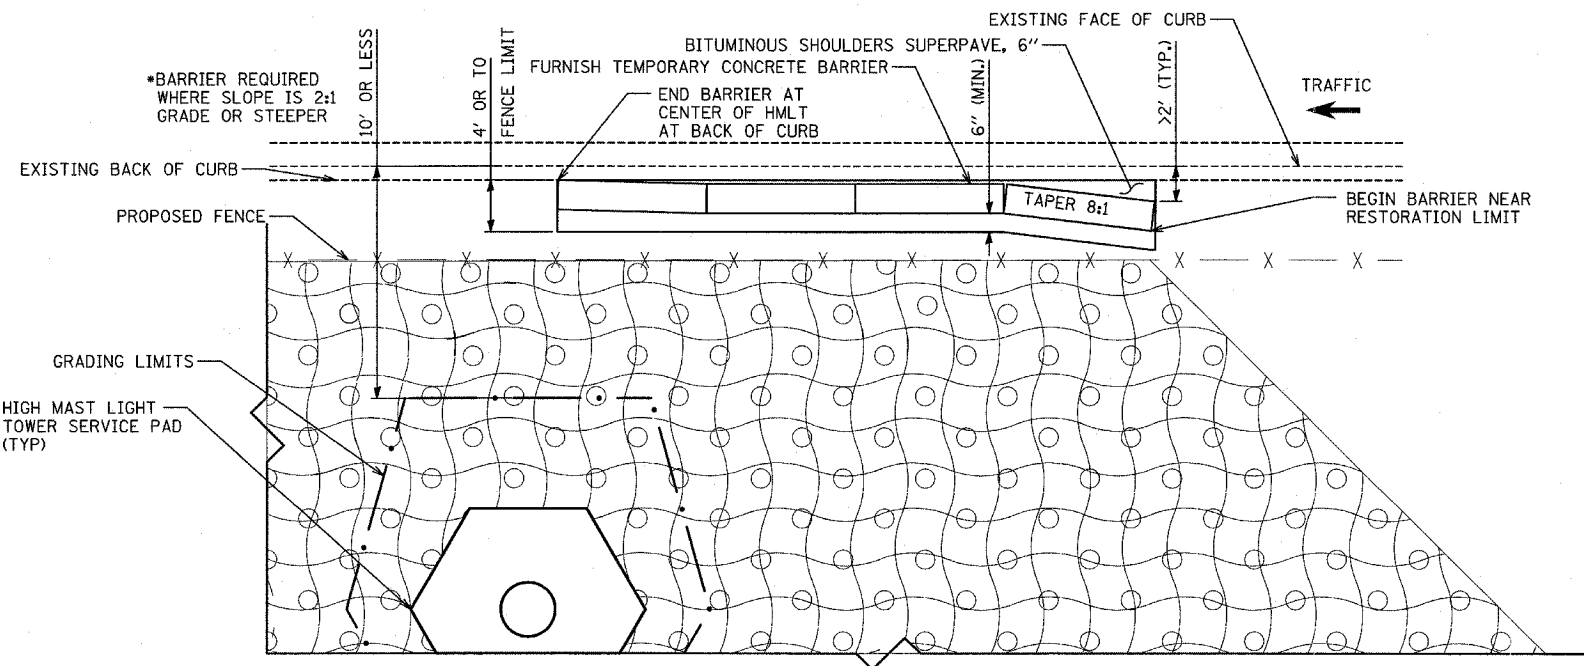 EXISTING FACE OF CURB
BITUMINOUS SHOULDERS SUPERPAVE, 6"
FURNISH TEMPORARY CONCRETE BARRIER
*BARRIER REQUIRED
WHERE SLOPE IS 2:1
GRADE OR STEEPER
10' OR LESS
4' OR TO
FENCE LIMIT
END BARRIER AT
CENTER OF HMLT
AT BACK OF CURB
6" (MIN.)
>2' (TYP.)
TRAFFIC
EXISTING BACK OF CURB
PROPOSED FENCE
TAPER 8:1
BEGIN BARRIER NEAR
RESTORATION LIMIT
X X X X X X X X X X X X X
GRADING LIMITS
HIGH MAST LIGHT
TOWER SERVICE PAD
(TYP)